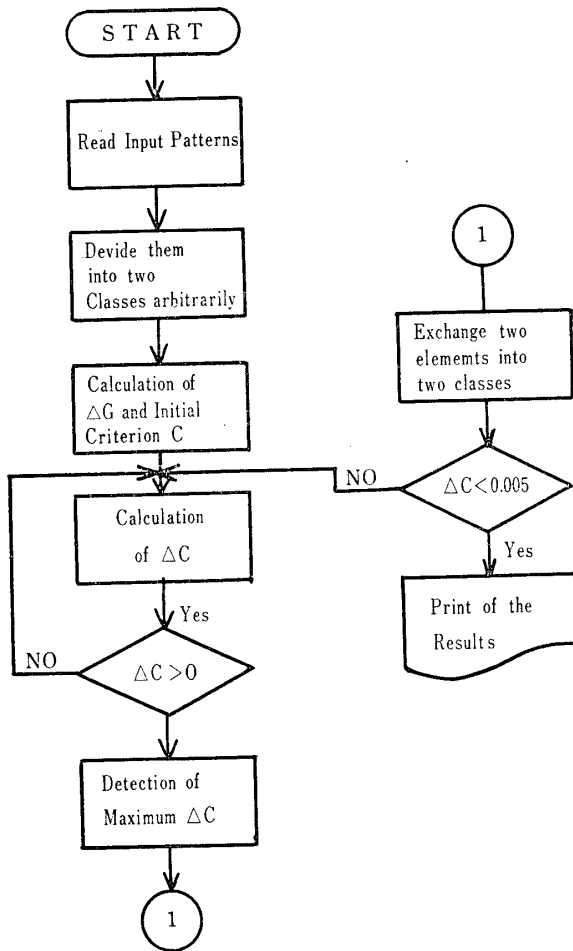 START
Read Input Patterns
Devide them
into two
Classes arbitrarily
Calculation of
△G and Initial
Criterion C
Calculation
of △C
Yes
NO
△C>0
Detection of
Maximum △C
1
1
Exchange two
elememts into
two classes
NO
△C<0.005
Yes
Print of the
Results